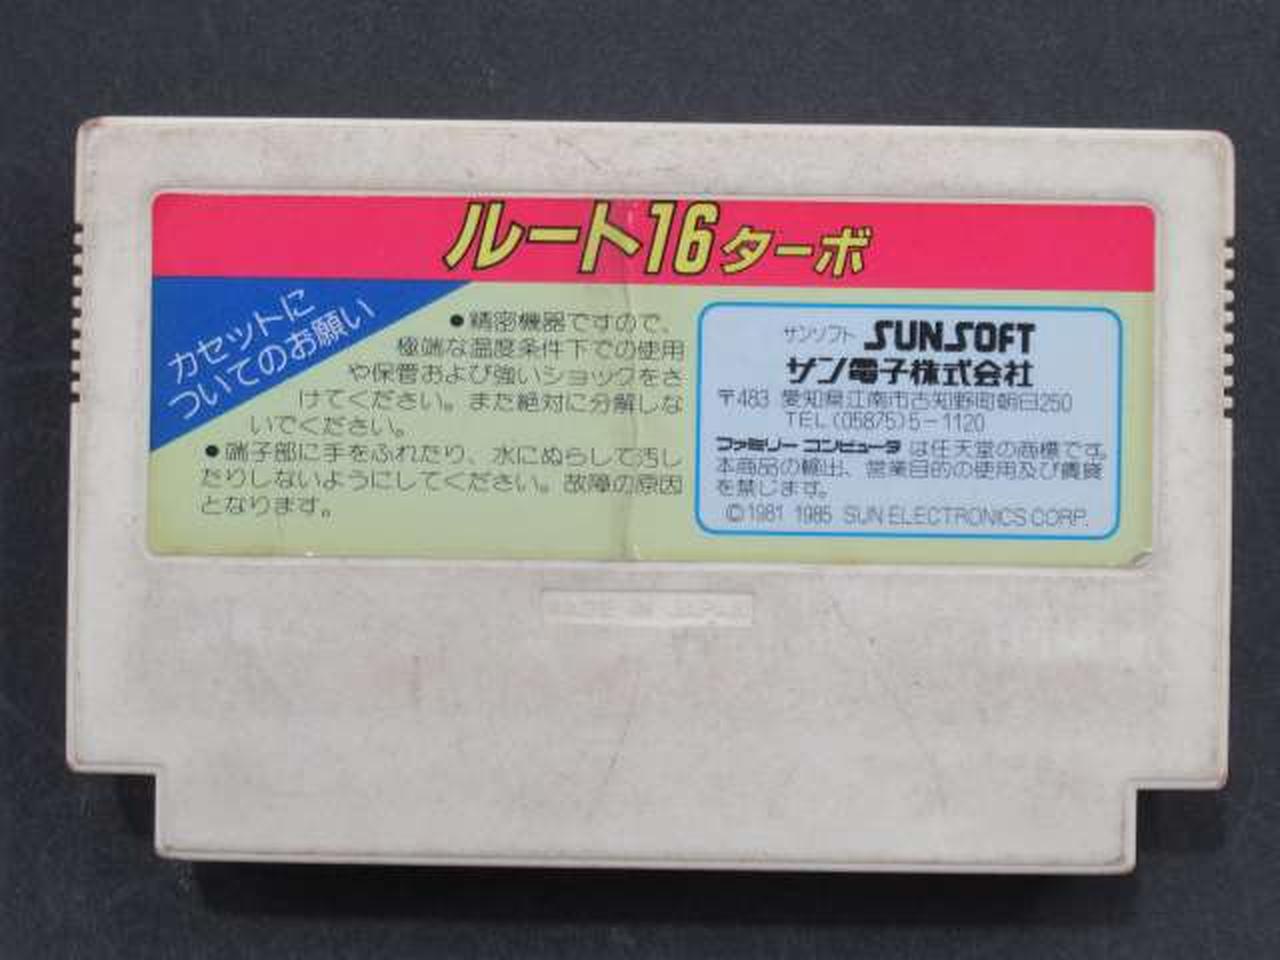 ルート16ターボ
カセットに
ついてのお願い
●精密機器ですので、
極端な温度条件下での使用
や保管および強いショックをさ
けてください。また絶対に分解しな
いでください。
●端子部に手をふれたり、水にぬらして汚し
たりしないようにしてください。故障の原因
となります。
サンソフト SUNSOFT
サン電子株式会社
〒483 愛知県江南市古知野町朝日250
TEL(05875)5-1120
ファミリーコンピュータ は任天堂の商標です。
本商品の輸出、営業目的の使用及び賃貸
を禁じます。
©1981 1985 SUN ELECTRONICS CORP.
MADE IN JAPAN